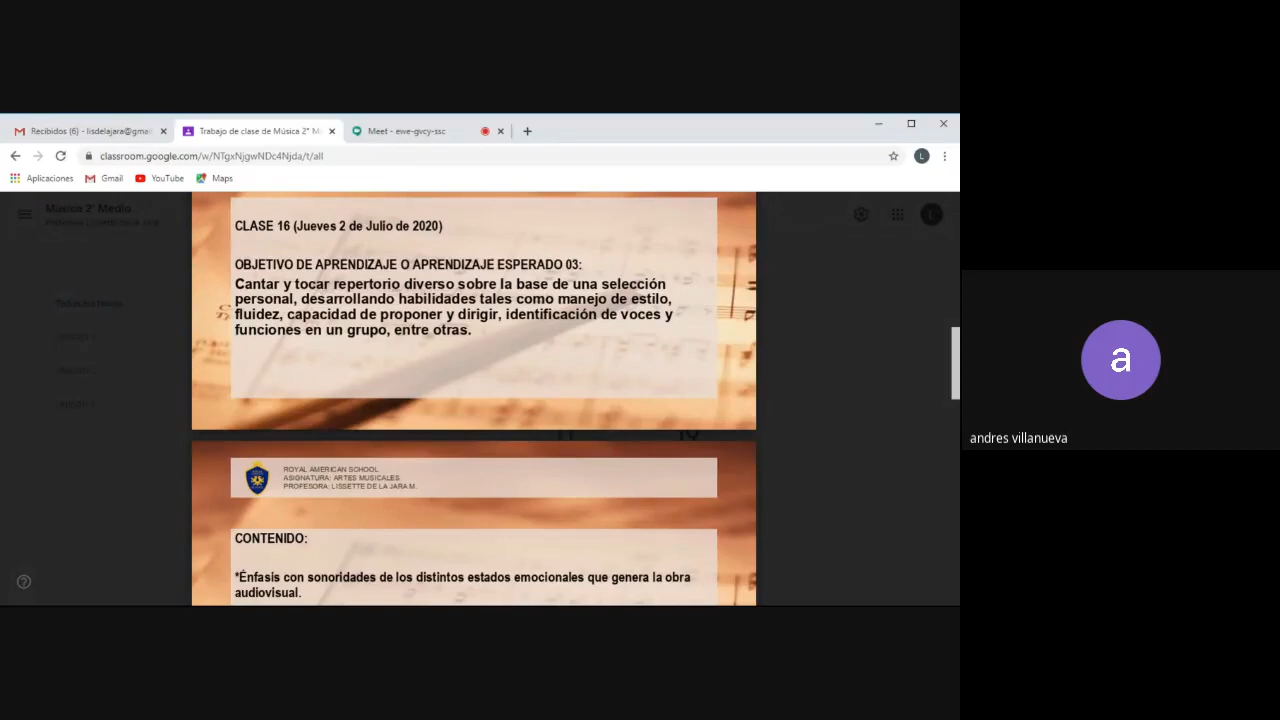 Recibidos (6) - lisdelajara@gmai
Trabajo de clase de Música 2° M
Meet - ewe-gvcy-ssc
classroom.google.com/w/NTgxNjgwNDc4Njda/t/all
L
Aplicaciones
Gmail
YouTube
Maps
Música 2° Medio
CLASE 16 (Jueves 2 de Julio de 2020)
OBJETIVO DE APRENDIZAJE O APRENDIZAJE ESPERADO 03:
Cantar y tocar repertorio diverso sobre la base de una selección
personal, desarrollando habilidades tales como manejo de estilo,
fluidez, capacidad de proponer y dirigir, identificación de voces y
funciones en un grupo, entre otras.
ROYAL AMERICAN SCHOOL
ASIGNATURA: ARTES MUSICALES
PROFESORA: LISSETTE DE LA JARA M.
CONTENIDO:
*Énfasis con sonoridades de los distintos estados emocionales que genera la obra
audiovisual.
a
andres villanueva